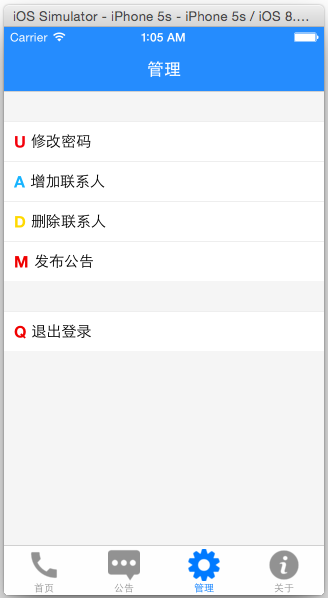 iOS Simulator - iPhone 5s - iPhone 5s / iOS 8....
Carrier 1:05 AM
管理
U 修改密码
A 增加联系人
D 删除联系人
M 发布公告
Q 退出登录
首页 公告 管理 关于